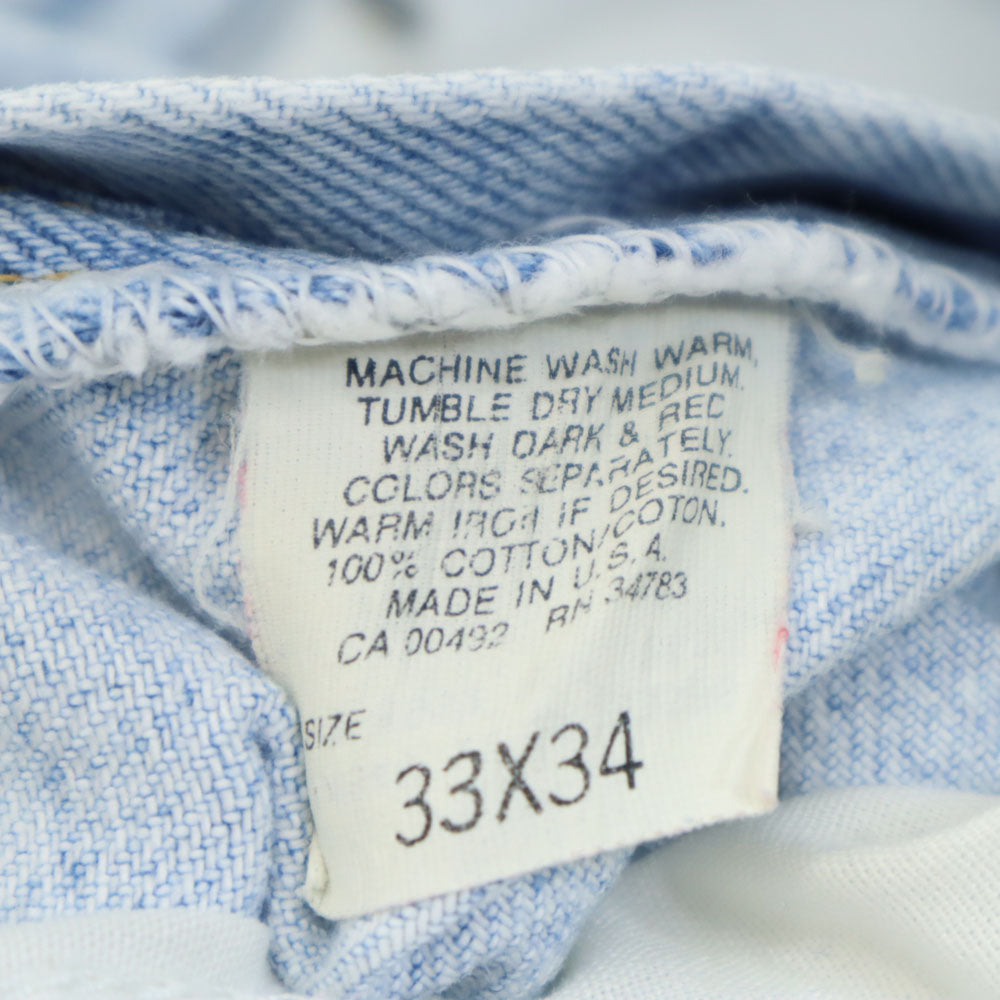 MACHINE WASH WARM,
TUMBLE DRY MEDIUM.
WASH DARK & RED
COLORS SEPARATELY.
WARM IRON IF DESIRED.
100% COTTON/COTON.
MADE IN U.S.A.
CA 00492 RN 34783
SIZE
33X34